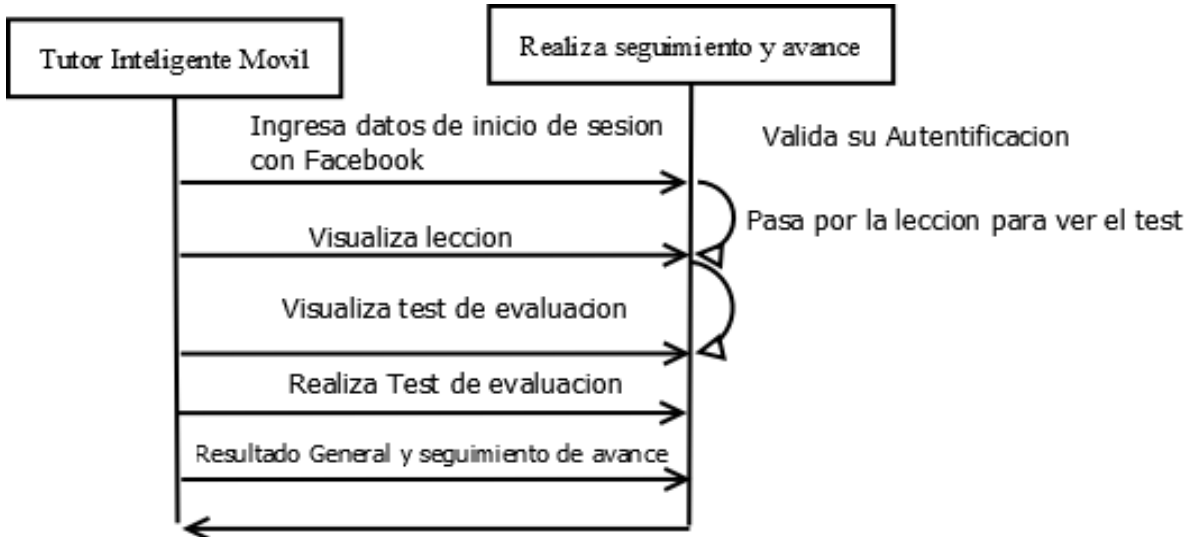 Tutor Inteligente Movil
Realiza seguimiento y avance
Ingresa datos de inicio de sesion
con Facebook
Valida su Autentificacion
Pasa por la leccion para ver el test
Visualiza leccion
Visualiza test de evaluacion
Realiza Test de evaluacion
Resultado General y seguimiento de avance